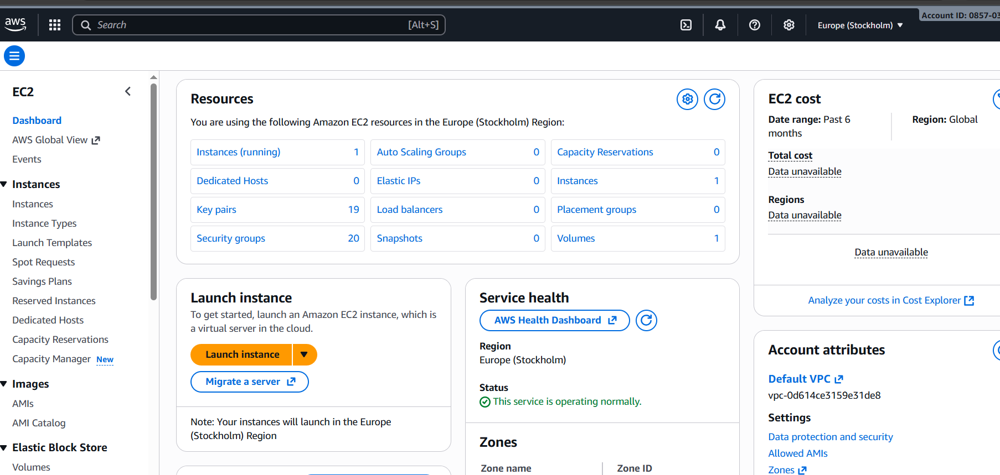 aws
Search [Alt+S]
Europe (Stockholm)
Account ID: 0857-03
EC2
Dashboard
AWS Global View
Events
Instances
Instances
Instance Types
Launch Templates
Spot Requests
Savings Plans
Reserved Instances
Dedicated Hosts
Capacity Reservations
Capacity Manager New
Images
AMIs
AMI Catalog
Elastic Block Store
Volumes
Resources
You are using the following Amazon EC2 resources in the Europe (Stockholm) Region:
Instances (running) 1 Auto Scaling Groups 0 Capacity Reservations 0
Dedicated Hosts 0 Elastic IPs 0 Instances 1
Key pairs 19 Load balancers 0 Placement groups 0
Security groups 20 Snapshots 0 Volumes 1
Launch instance
To get started, launch an Amazon EC2 instance, which is
a virtual server in the cloud.
Launch instance
Migrate a server
Note: Your instances will launch in the Europe
(Stockholm) Region
Service health
AWS Health Dashboard
Region
Europe (Stockholm)
Status
This service is operating normally.
Zones
Zone name Zone ID
EC2 cost
Date range: Past 6
months
Region: Global
Total cost
Data unavailable
Regions
Data unavailable
Data unavailable
Analyze your costs in Cost Explorer
Account attributes
Default VPC
vpc-0d614ce3159e31de8
Settings
Data protection and security
Allowed AMIs
Zones